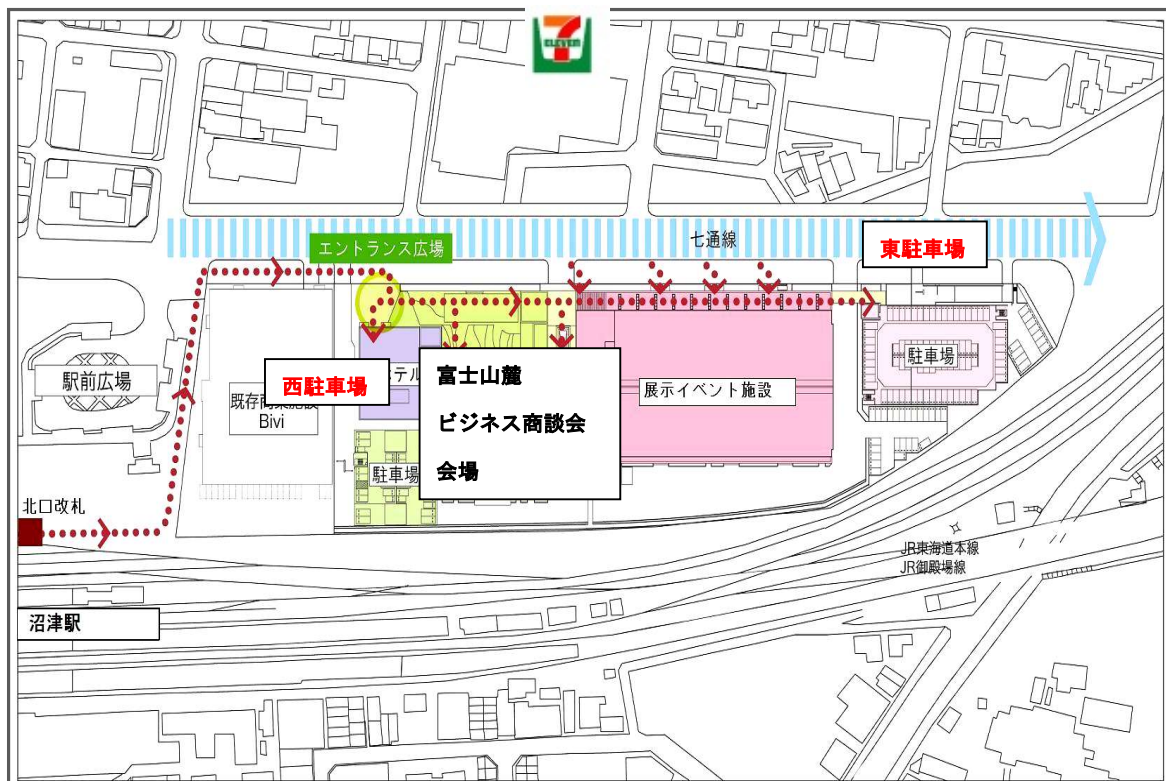 7
ELEVEN
七通線
東駐車場
エントランス広場
駅前広場
西駐車場
テル
富士山麓
ビジネス商談会
会場
既存商業施設
Bivi
展示イベント施設
駐車場
駐車場
北口改札
JR東海道本線
JR御殿場線
沼津駅